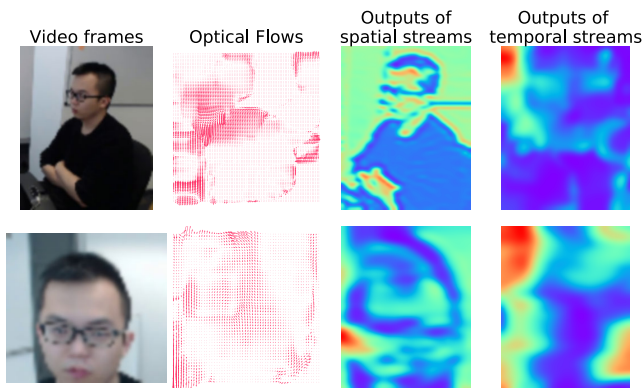 Video frames
Optical Flows
Outputs of
spatial streams
Outputs of
temporal streams